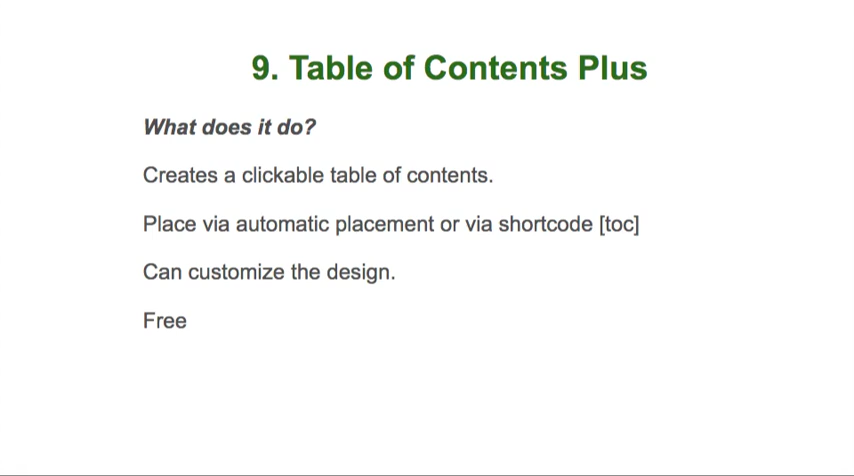 9. Table of Contents Plus
What does it do?
Creates a clickable table of contents.
Place via automatic placement or via shortcode [toc]
Can customize the design.
Free